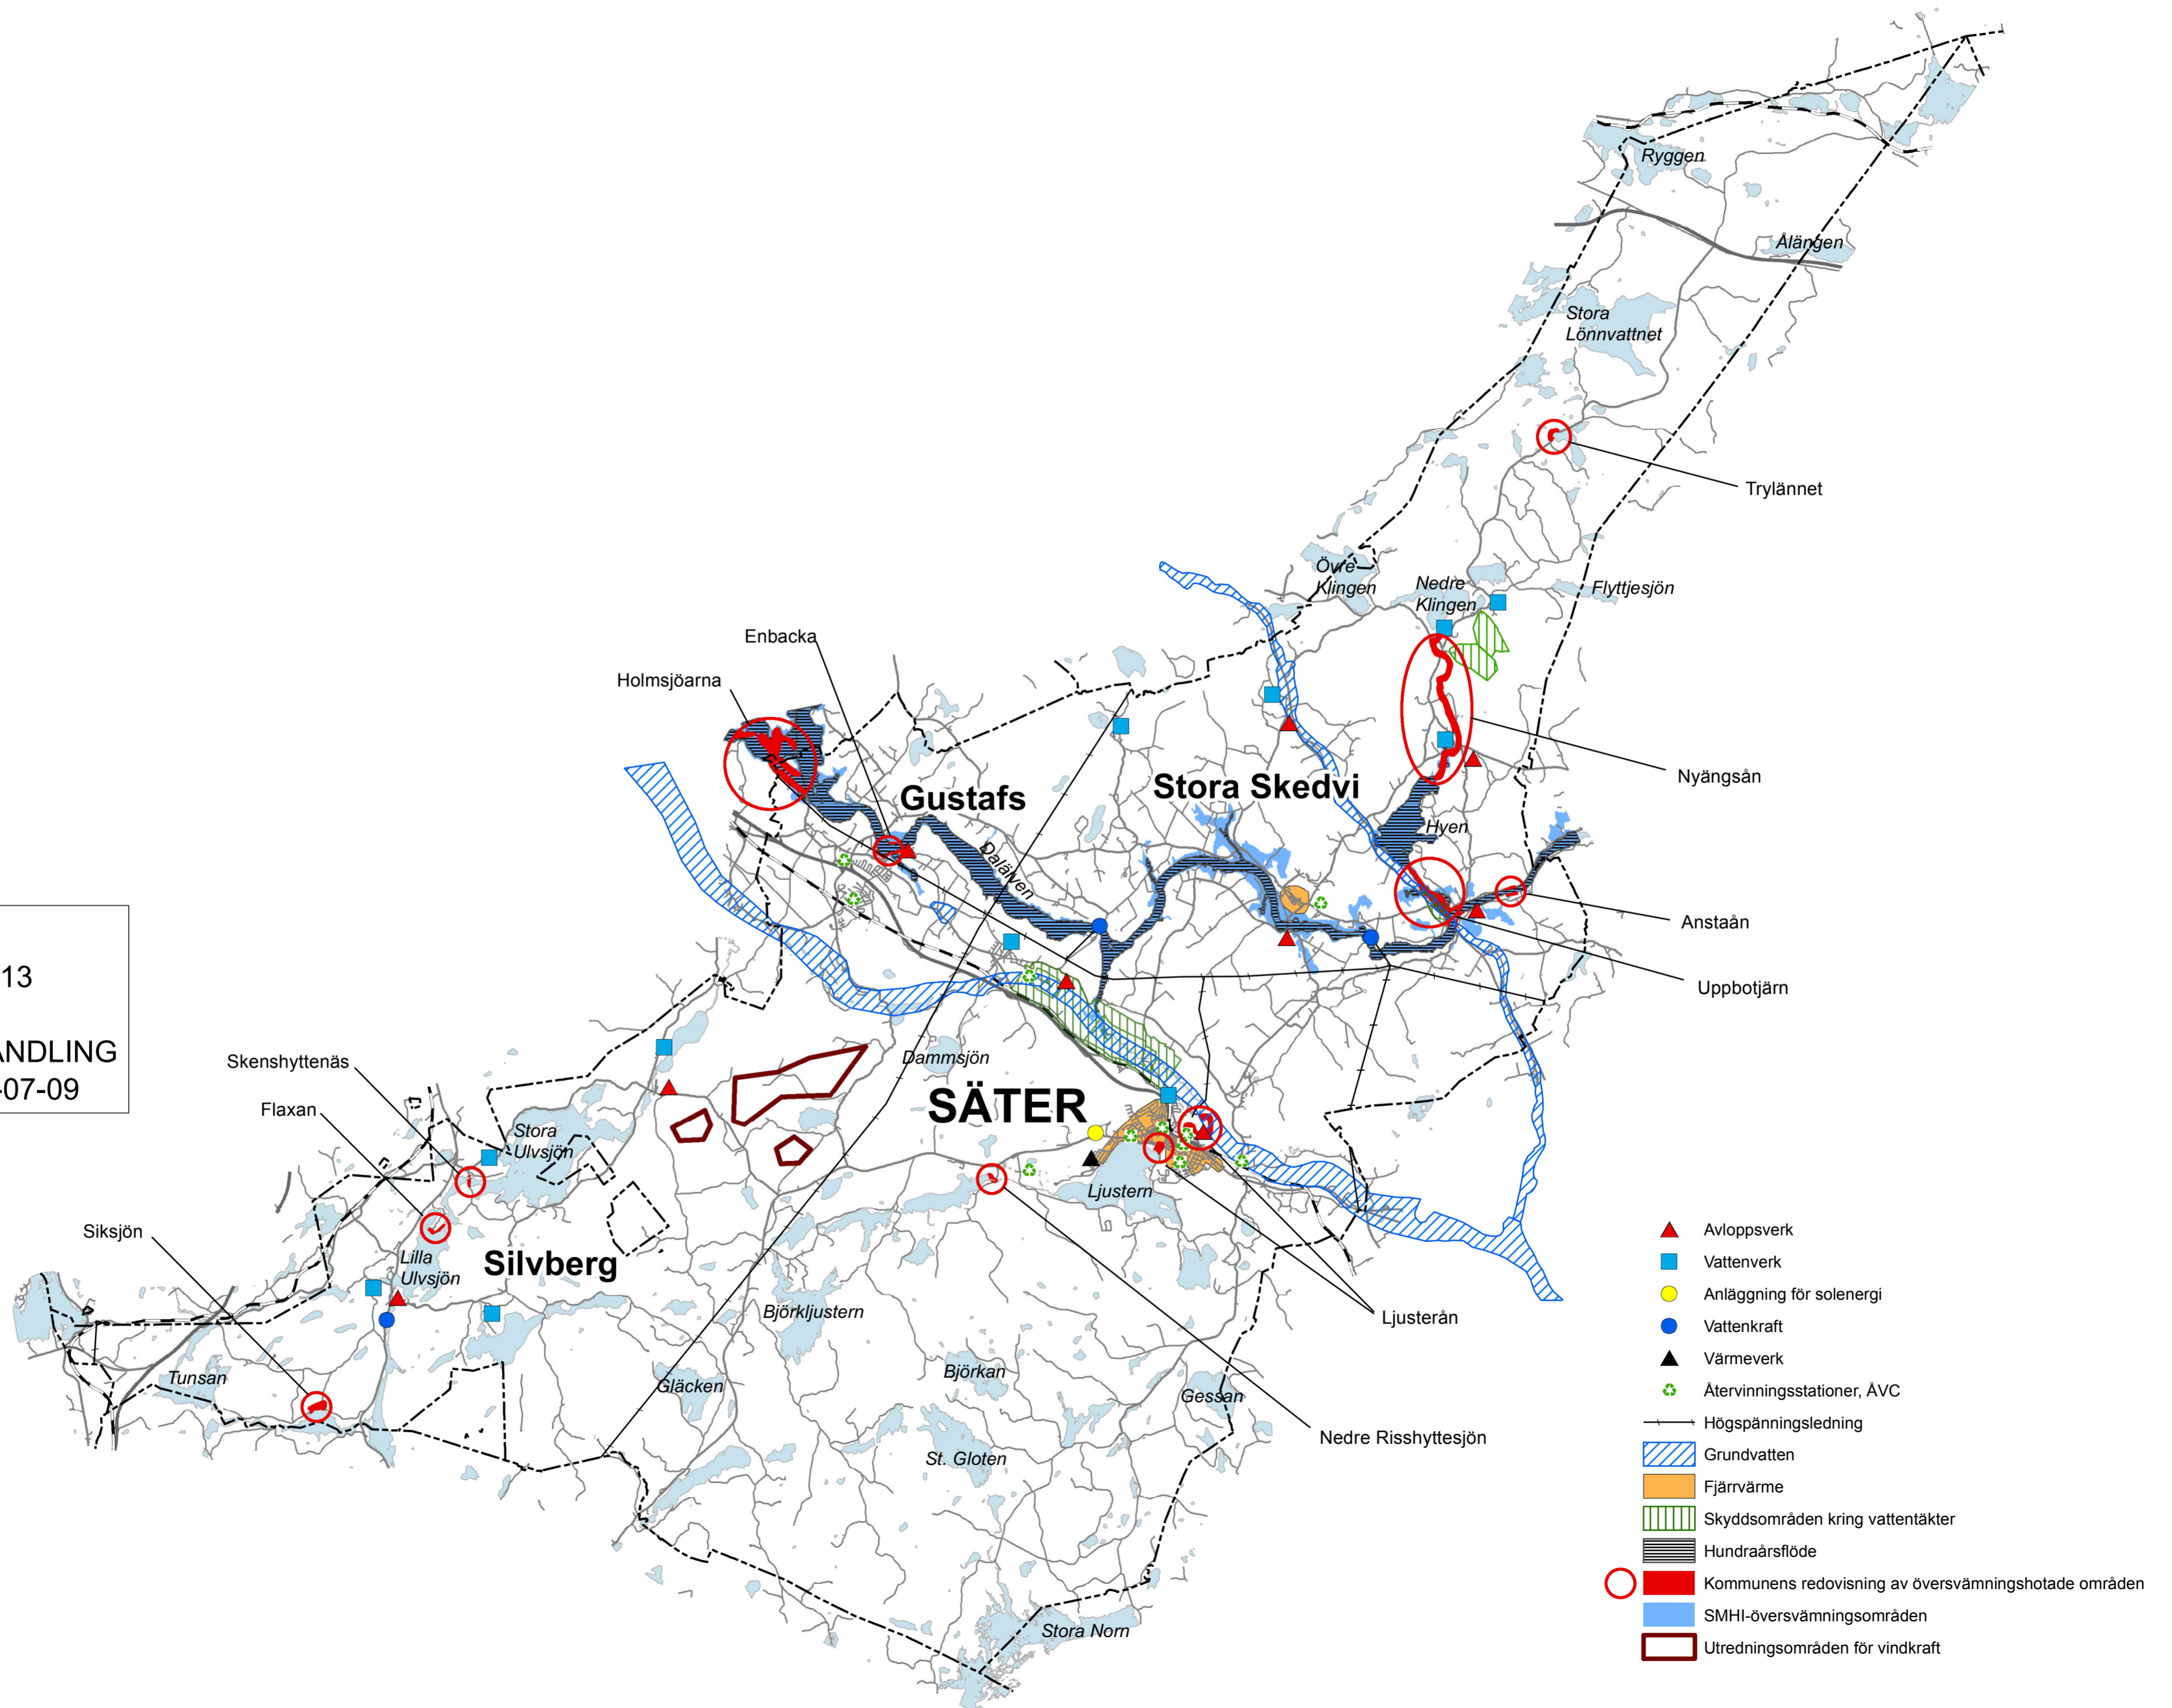 Ryggen
Ålängen
Stora
Lönnvattnet
Trylännet
Övre
Klingen
Nedre
Klingen
Flyttjesjön
Enbacka
Holmsjöarna
Nyängsån
Gustafs
Stora Skedvi
Hyen
Dalälven
Anstaån
Uppbotjärn
13
ANDLING
-07-09
Skenshyttenäs
Flaxan
Dammsjön
SÄTER
Stora
Ulvsjön
Ljustern
Siksjön
Lilla
Ulvsjön
Silvberg
Björkljustern
Ljusterån
Tunsan
Gläcken
Björkan
Gessan
Nedre Risshyttesjön
St. Gloten
Stora Norn
Avloppsverk
Vattenverk
Anläggning för solenergi
Vattenkraft
Värmeverk
Återvinningsstationer, ÅVC
Högspänningsledning
Grundvatten
Fjärrvärme
Skyddsområden kring vattentäkter
Hundraårsflöde
Kommunens redovisning av översvämningshotade områden
SMHI-översvämningsområden
Utredningsområden för vindkraft